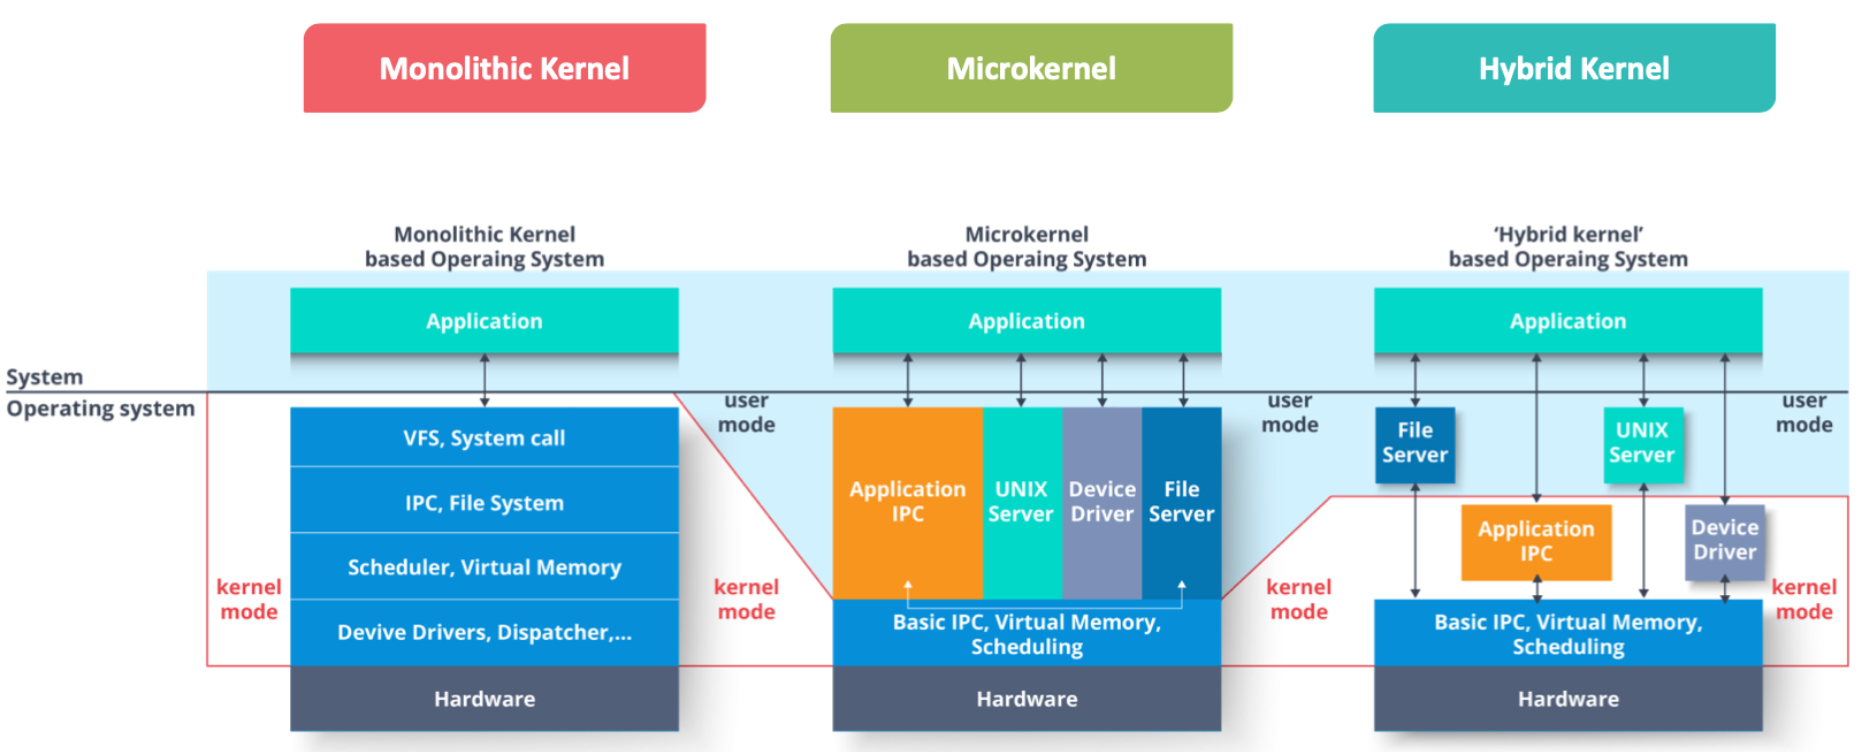 Monolithic Kernel
Microkernel
Hybrid Kernel
Monolithic Kernel
based Operaing System
Microkernel
based Operaing System
‘Hybrid kernel’
based Operaing System
Application
Application
Application
System
Operating system
user
mode
user
mode
user
mode
VFS, System call
IPC, File System
Scheduler, Virtual Memory
Devive Drivers, Dispatcher,...
Hardware
kernel
mode
kernel
mode
Application
IPC
UNIX
Server
Device
Driver
File
Server
Basic IPC, Virtual Memory,
Scheduling
Hardware
kernel
mode
File
Server
UNIX
Server
Application
IPC
Device
Driver
kernel
mode
Basic IPC, Virtual Memory,
Scheduling
Hardware